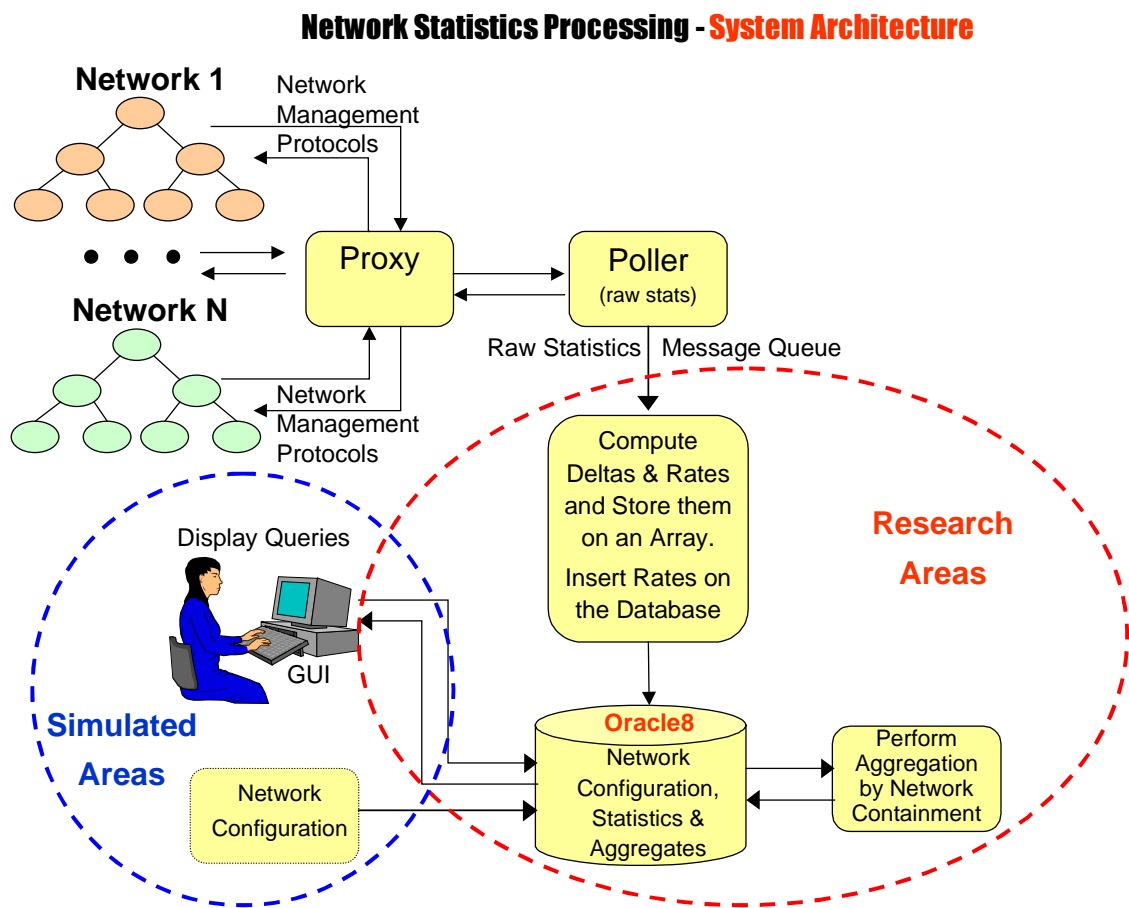 Network Statistics Processing - System Architecture
Network 1
Network
Management
Protocols
Proxy
Poller
(raw stats)
Network N
Raw Statistics
Message Queue
Network
Management
Protocols
Compute
Deltas & Rates
and Store them
on an Array.
Insert Rates on
the Database
Research
Areas
Display Queries
GUI
Simulated
Areas
Oracle8
Network
Configuration,
Statistics &
Aggregates
Perform
Aggregation
by Network
Containment
Network
Configuration